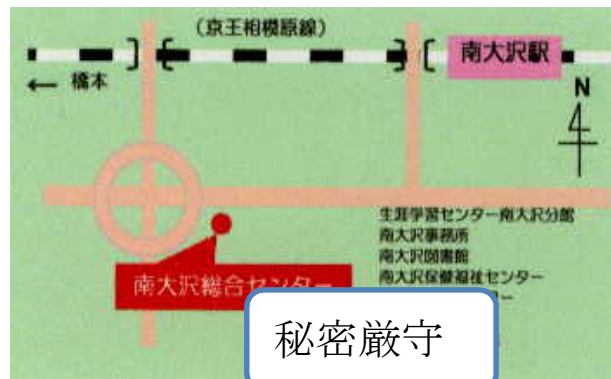 （京王相模原線）
南大沢駅
← 橋本
N
生涯学習センター南大沢分館
南大沢事務所
南大沢図書館
南大沢保健福祉センター
南大沢総合センター
秘密厳守